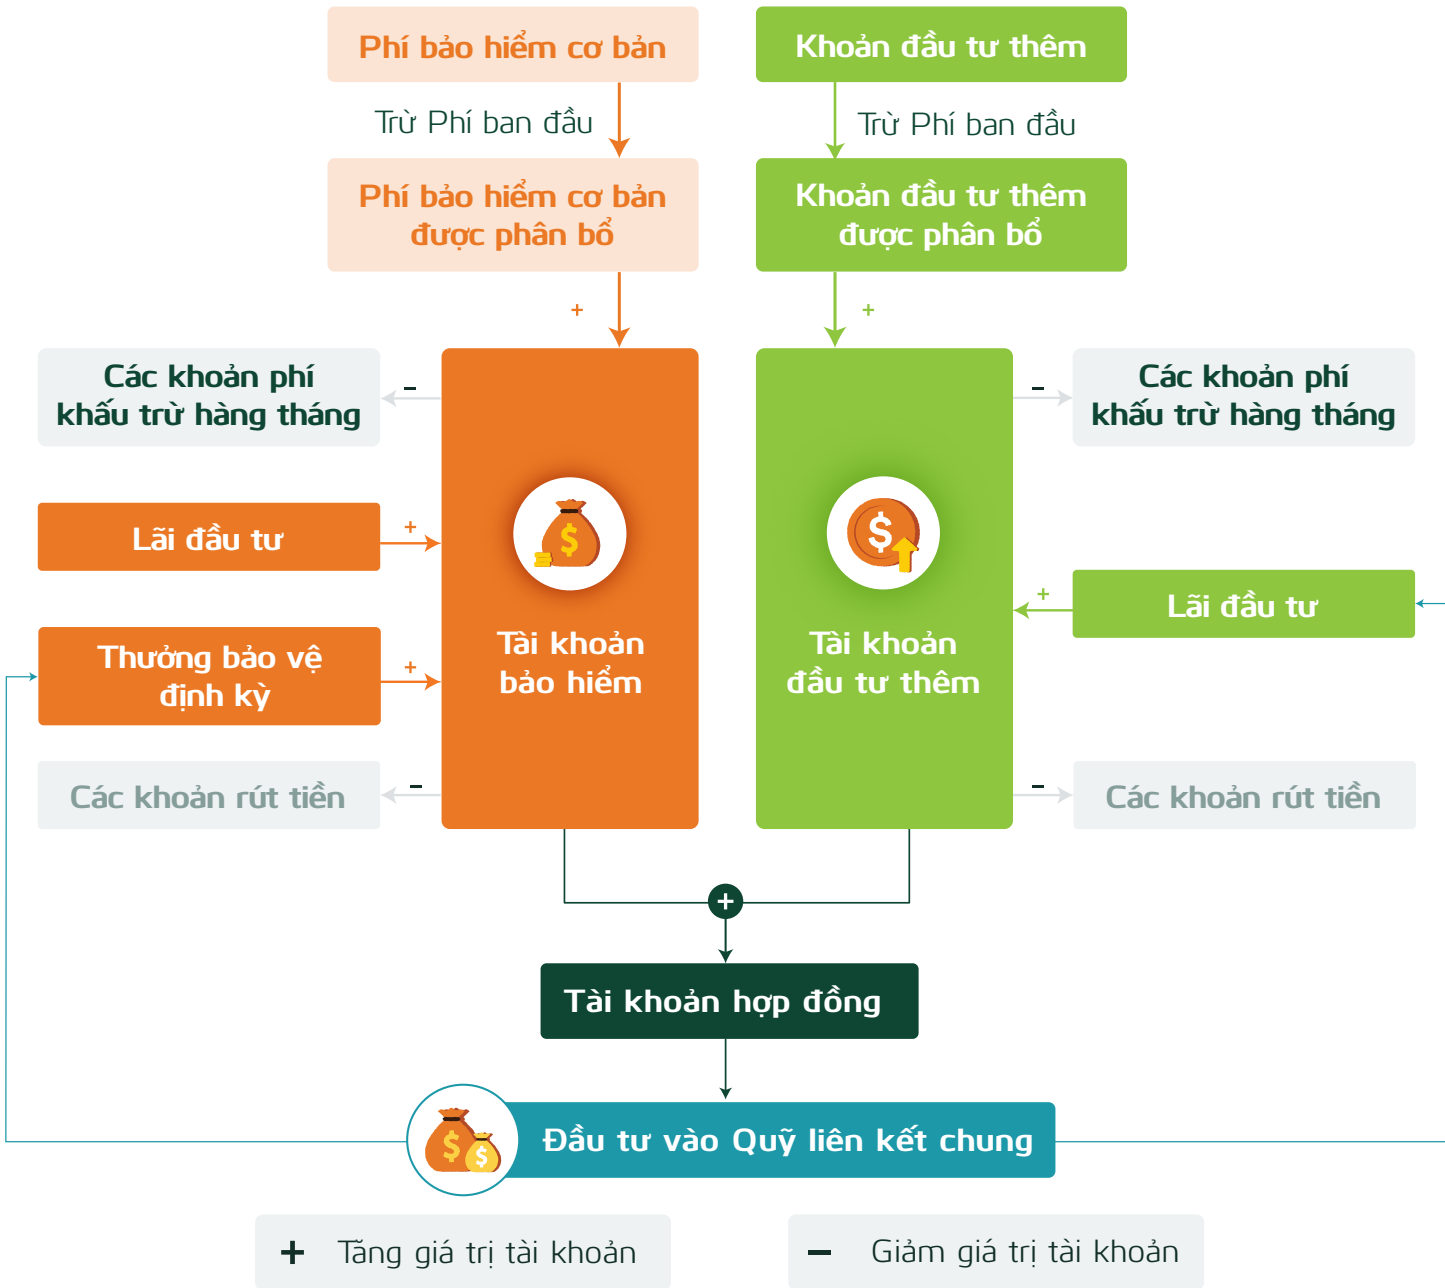 Phí bảo hiểm cơ bản
Khoản đầu tư thêm
Trừ Phí ban đầu
Trừ Phí ban đầu
Phí bảo hiểm cơ bản
được phân bổ
Khoản đầu tư thêm
được phân bổ
+
+
Các khoản phí
khấu trừ hàng tháng
−
−
Các khoản phí
khấu trừ hàng tháng
Lãi đầu tư
+
$
$
+
Lãi đầu tư
Thưởng bảo vệ
định kỳ
+
Tài khoản
bảo hiểm
Tài khoản
đầu tư thêm
Các khoản rút tiền
−
−
Các khoản rút tiền
+
Tài khoản hợp đồng
$
$
Đầu tư vào Quỹ liên kết chung
+ Tăng giá trị tài khoản
− Giảm giá trị tài khoản